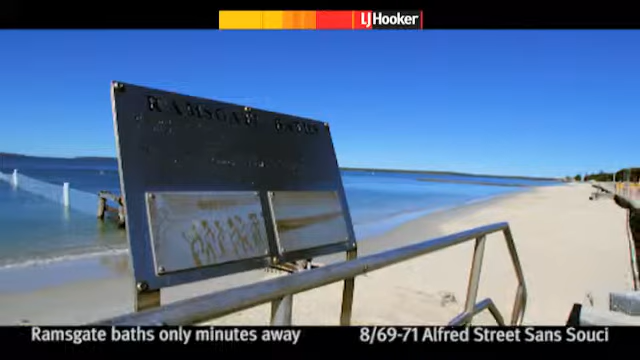 LJ Hooker
RAMSGATE BATHS
Ramsgate baths only minutes away
8/69-71 Alfred Street Sans Souci